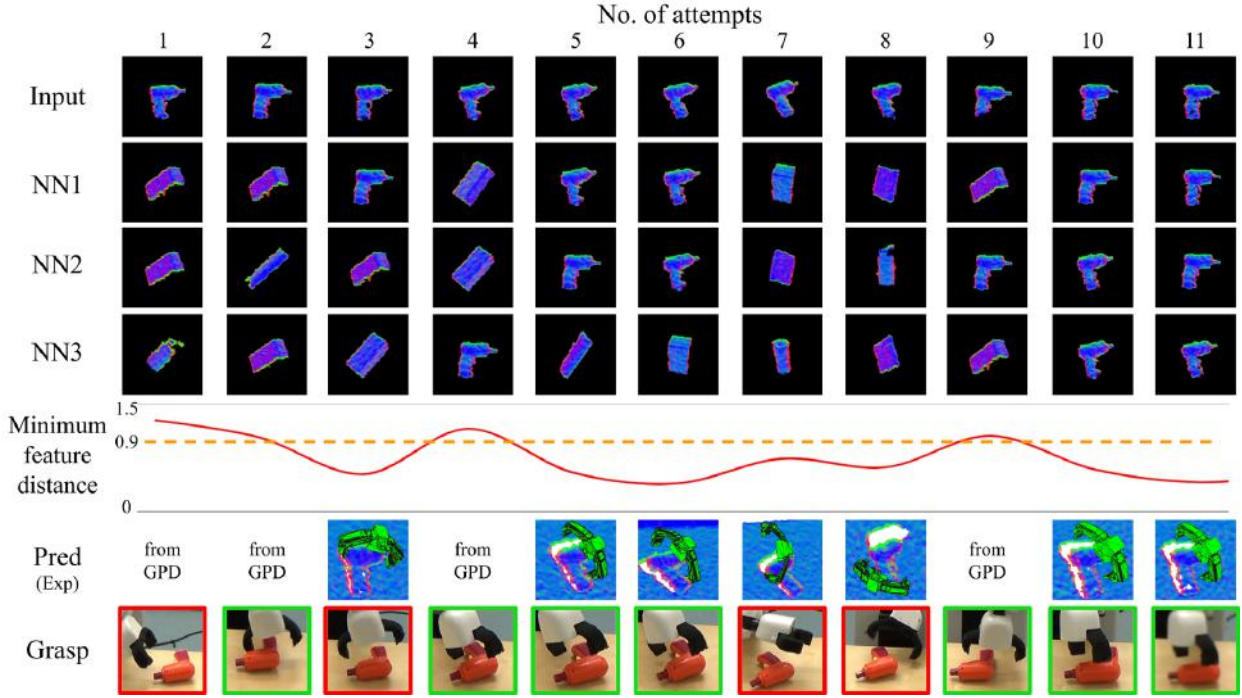 No. of attempts
1 2 3 4 5 6 7 8 9 10 11
Input
NN1
NN2
NN3
1.5
Minimum
0.9
feature
distance
0
Pred
(Exp)
from
GPD
from
GPD
from
GPD
from
GPD
Grasp